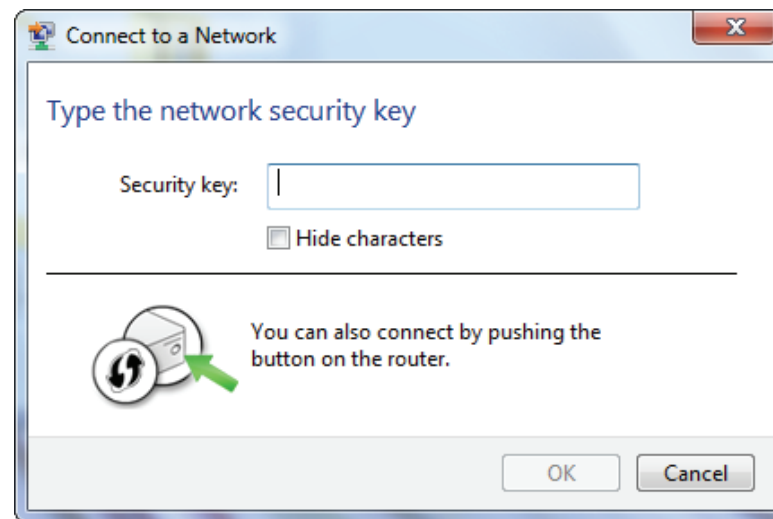 Connect to a Network
Type the network security key
Security key:
Hide characters
You can also connect by pushing the
button on the router.
OK
Cancel